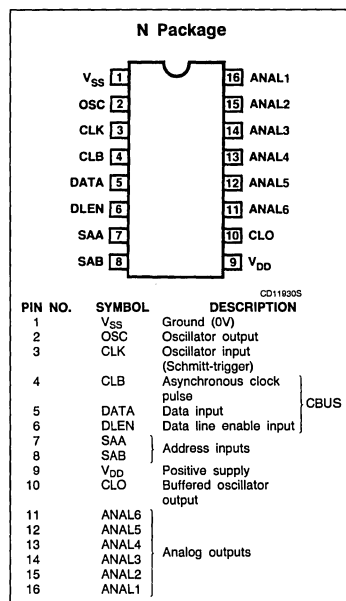 N Package
V_SS 1 16 ANAL1
OSC 2 15 ANAL2
CLK 3 14 ANAL3
CLB 4 13 ANAL4
DATA 5 12 ANAL5
DLEN 6 11 ANAL6
SAA 7 10 CLO
SAB 8 9 V_DD
CD11930S
PIN NO. SYMBOL DESCRIPTION
1 V_SS Ground (0V)
2 OSC Oscillator output
3 CLK Oscillator input
(Schmitt-trigger)
4 CLB Asynchronous clock
pulse
CBUS
5 DATA Data input
6 DLEN Data line enable input
7 SAA
Address inputs
8 SAB
9 V_DD Positive supply
10 CLO Buffered oscillator
output
11 ANAL6
12 ANAL5
13 ANAL4
Analog outputs
14 ANAL3
15 ANAL2
16 ANAL1